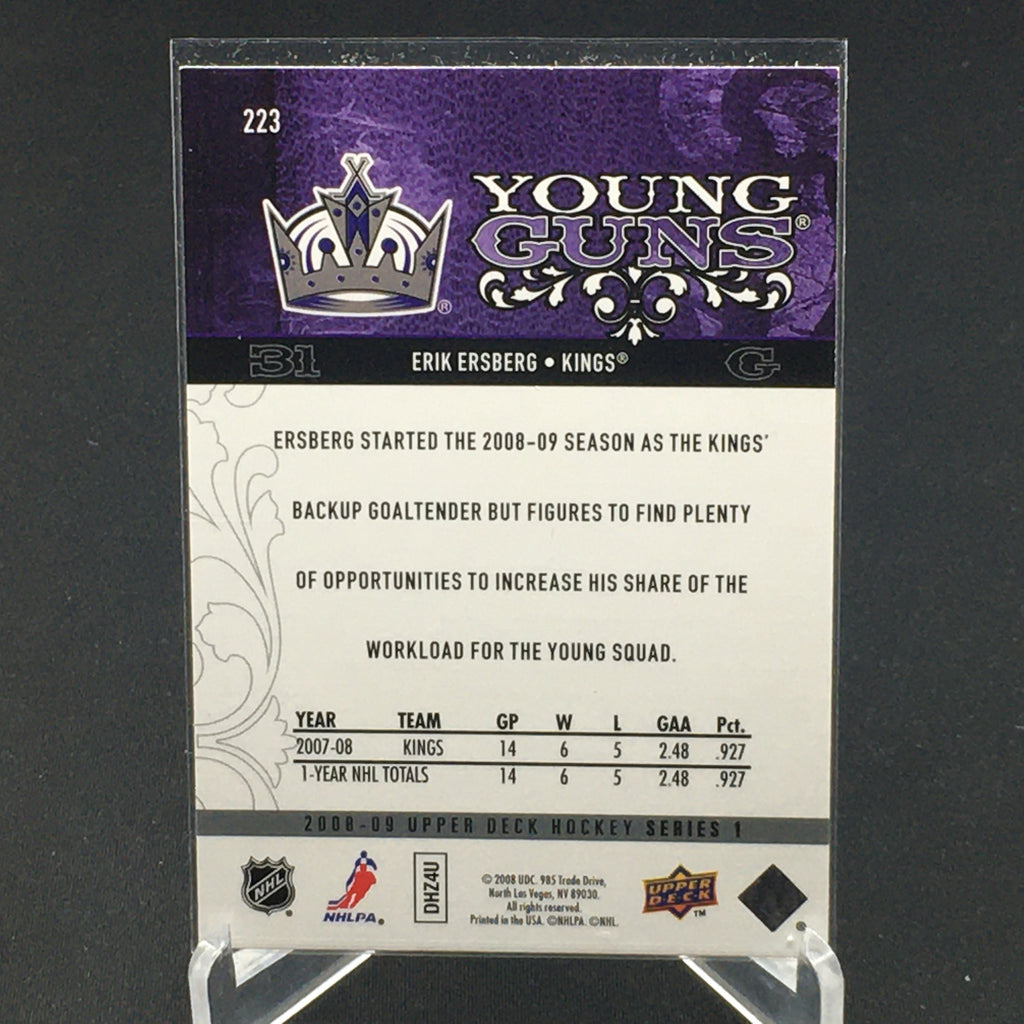 223
YOUNG
GUNS®
®
31 ERIK ERSBERG • KINGS® G
ERSBERG STARTED THE 2008-09 SEASON AS THE KINGS'
BACKUP GOALTENDER BUT FIGURES TO FIND PLENTY
OF OPPORTUNITIES TO INCREASE HIS SHARE OF THE
WORKLOAD FOR THE YOUNG SQUAD.
YEAR TEAM GP W L GAA Pct.
2007-08 KINGS 14 6 5 2.48 .927
1-YEAR NHL TOTALS 14 6 5 2.48 .927
2008-09 UPPER DECK HOCKEY SERIES 1
NHL
NHLPA®
DHZ4U
© 2008 UDC. 985 Trade Drive,
North Las Vegas, NV 89030.
All rights reserved.
Printed in the USA. ©NHLPA. ©NHL.
UPPER
DECK
TM